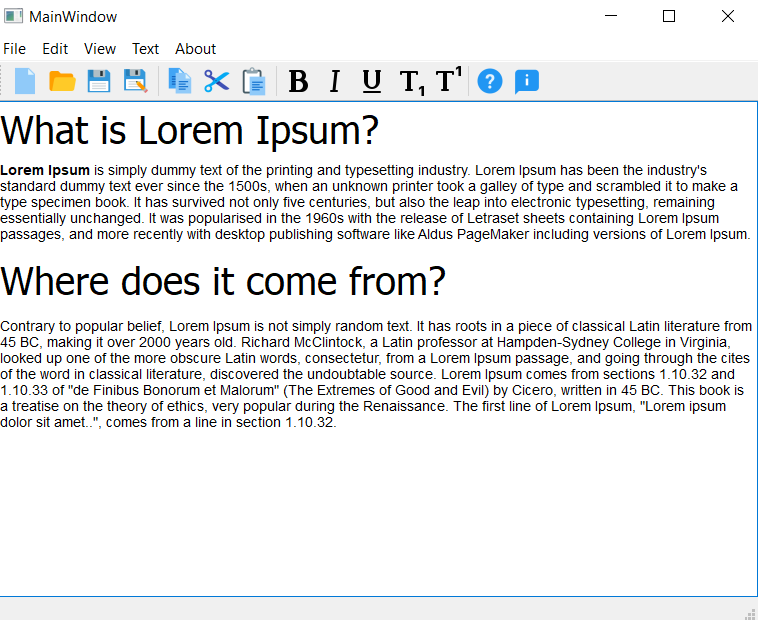 MainWindow
File Edit View Text About
B I U T1 T1 ? i
What is Lorem Ipsum?
Lorem Ipsum is simply dummy text of the printing and typesetting industry. Lorem Ipsum has been the industry's
standard dummy text ever since the 1500s, when an unknown printer took a galley of type and scrambled it to make a
type specimen book. It has survived not only five centuries, but also the leap into electronic typesetting, remaining
essentially unchanged. It was popularised in the 1960s with the release of Letraset sheets containing Lorem Ipsum
passages, and more recently with desktop publishing software like Aldus PageMaker including versions of Lorem Ipsum.
Where does it come from?
Contrary to popular belief, Lorem Ipsum is not simply random text. It has roots in a piece of classical Latin literature from
45 BC, making it over 2000 years old. Richard McClintock, a Latin professor at Hampden-Sydney College in Virginia,
looked up one of the more obscure Latin words, consectetur, from a Lorem Ipsum passage, and going through the cites
of the word in classical literature, discovered the undoubtable source. Lorem Ipsum comes from sections 1.10.32 and
1.10.33 of "de Finibus Bonorum et Malorum" (The Extremes of Good and Evil) by Cicero, written in 45 BC. This book is
a treatise on the theory of ethics, very popular during the Renaissance. The first line of Lorem Ipsum, "Lorem ipsum
dolor sit amet..", comes from a line in section 1.10.32.